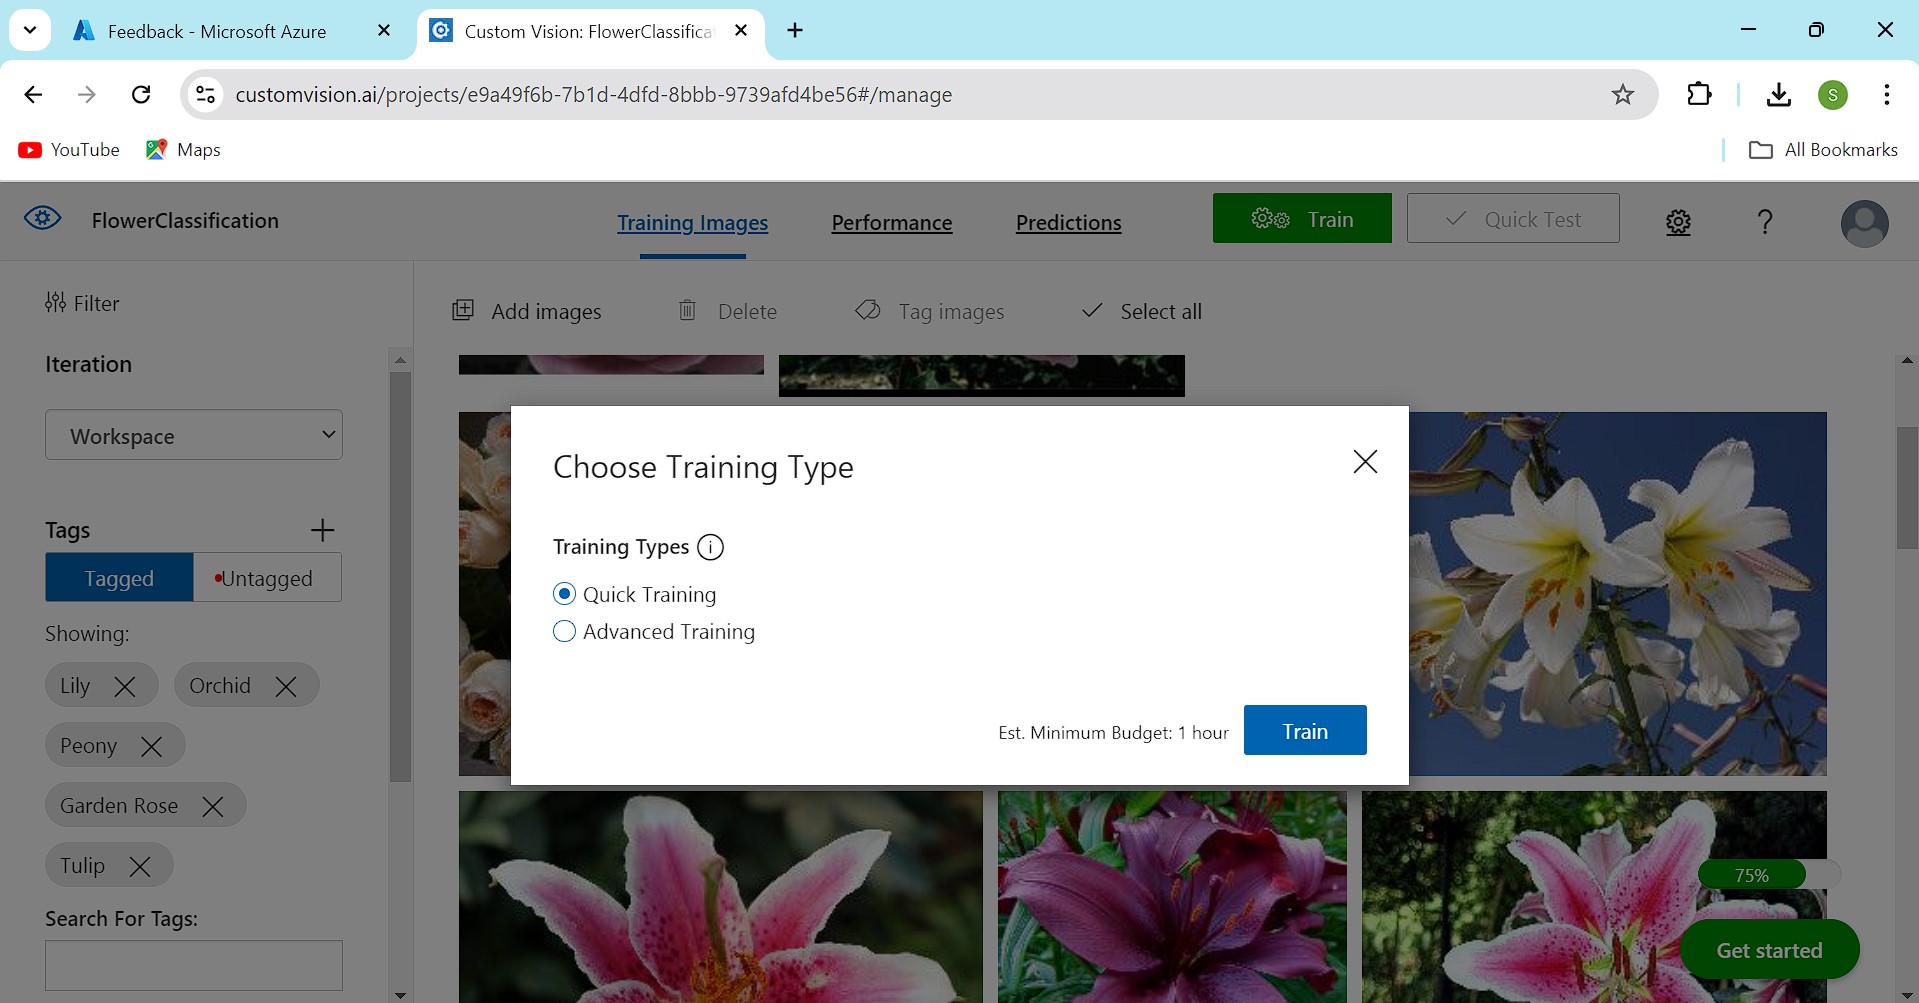 Feedback - Microsoft Azure
Custom Vision: FlowerClassifica
customvision.ai/projects/e9a49f6b-7b1d-4dfd-8bbb-9739afd4be56#/manage
S
YouTube
Maps
All Bookmarks
FlowerClassification
Training Images
Performance
Predictions
Train
Quick Test
?
Filter
Add images
Delete
Tag images
Select all
Iteration
Workspace
Tags
Tagged
Untagged
Showing:
Lily
Orchid
Peony
Garden Rose
Tulip
Search For Tags:
Choose Training Type
Training Types
Quick Training
Advanced Training
Est. Minimum Budget: 1 hour
Train
75%
Get started